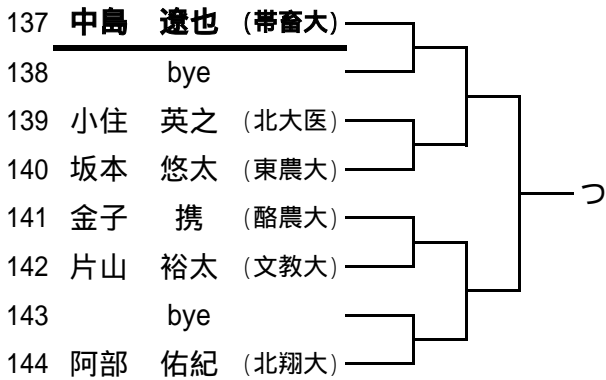 137 中島 遼也 (帯畜大)
138 bye
139 小住 英之 (北大医)
140 坂本 悠太 (東農大)
141 金子 携 (酪農大)
142 片山 裕太 (文教大)
143 bye
144 阿部 佑紀 (北翔大)
つ